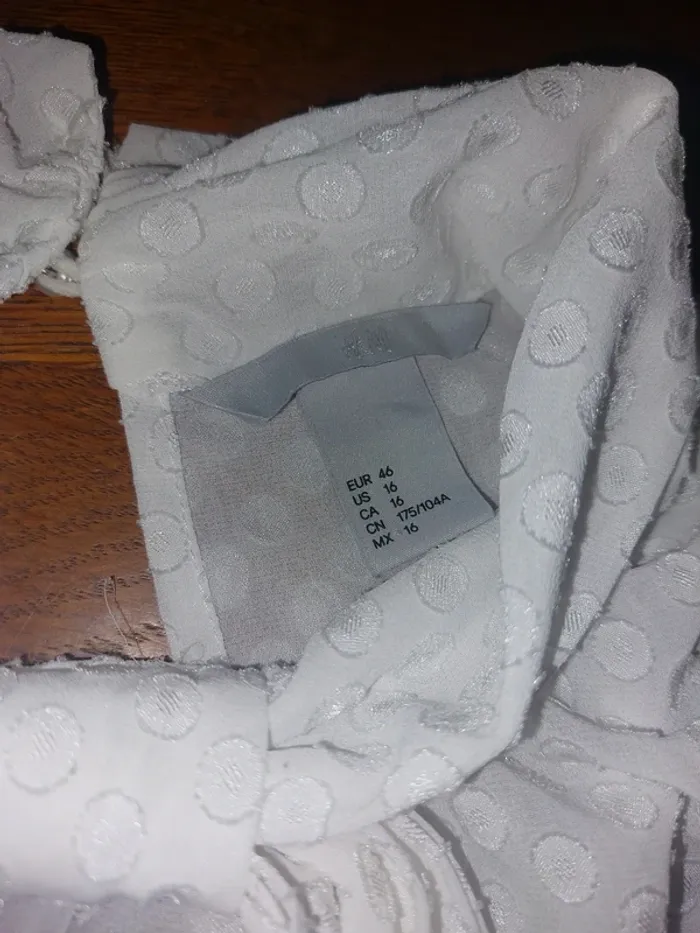 H&M
EUR 46
US 16
CA 16
CN 175/104A
MX 16